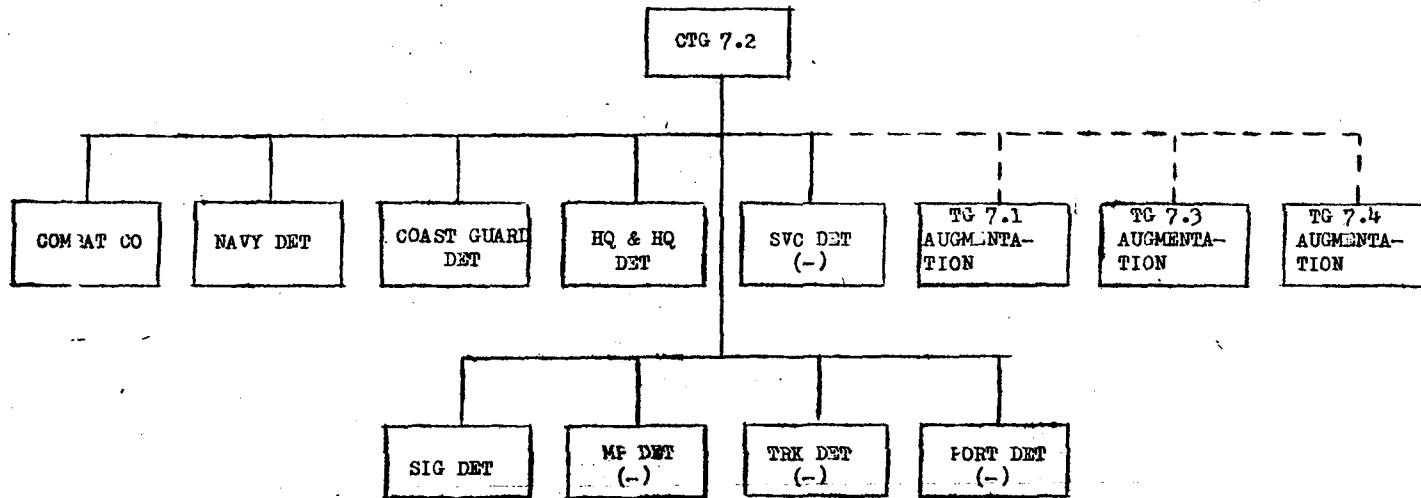 CTG 7.2
COMBAT CO
NAVY DET
COAST GUARD
DET
HQ & HQ
DET
SVC DET
(-)
TG 7.1
AUGMENTA-
TION
TG 7.3
AUGMENTA-
TION
TG 7.4
AUGMENTA-
TION
SIG DET
MP DET
(-)
TRK DET
(-)
PORT DET
(-)